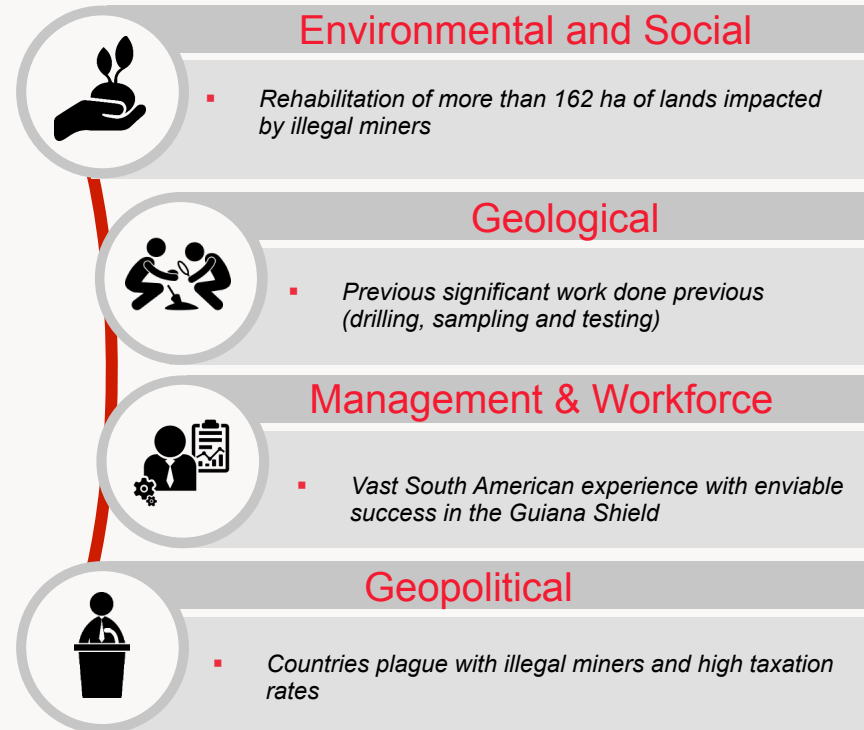 Environmental and Social
▪ Rehabilitation of more than 162 ha of lands impacted
by illegal miners
Geological
▪ Previous significant work done previous
(drilling, sampling and testing)
Management & Workforce
▪ Vast South American experience with enviable
success in the Guiana Shield
Geopolitical
▪ Countries plague with illegal miners and high taxation
rates